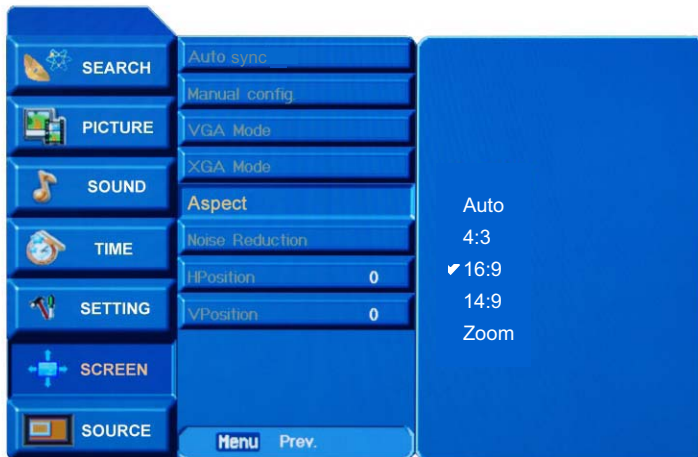 SEARCH
PICTURE
SOUND
TIME
SETTING
SCREEN
SOURCE
Auto sync
Manual config.
VGA Mode
XGA Mode
Aspect
Noise Reduction
HPosition 0
VPosition 0
Menu Prev.
Auto
4:3
✔16:9
14:9
Zoom